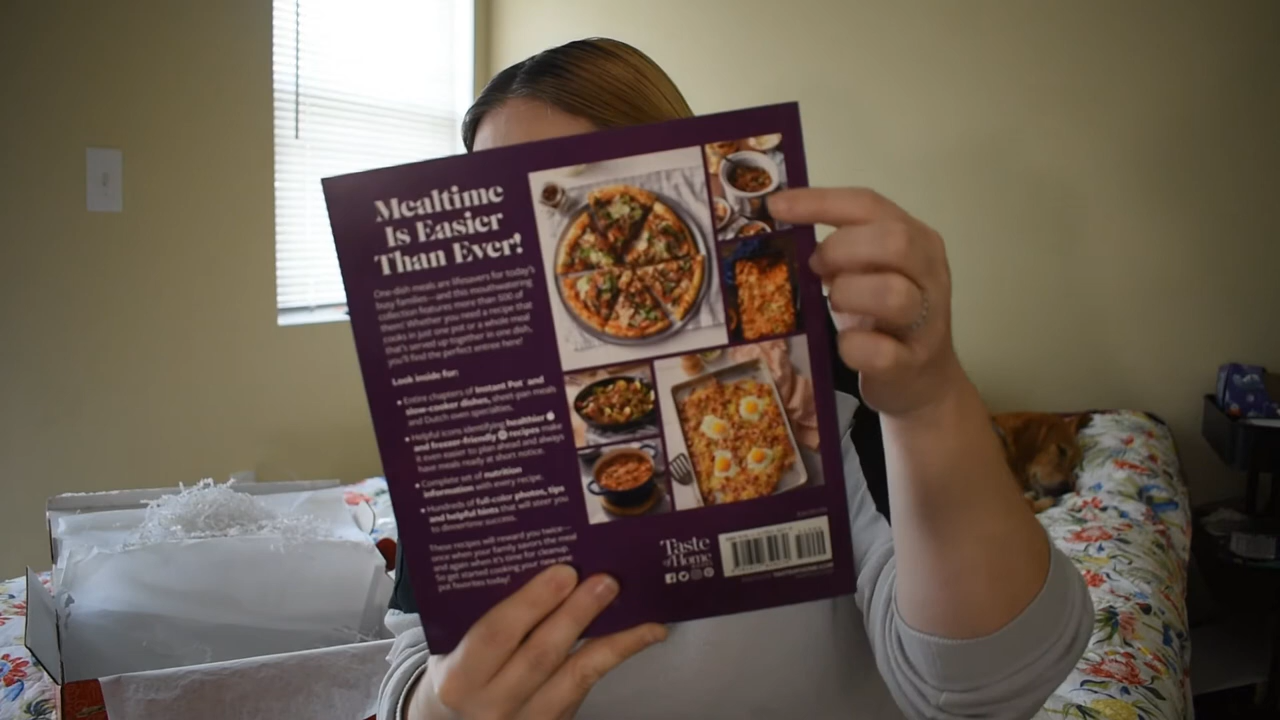 Mealtime
Is Easier
Than Ever!
One-dish meals are lifesavers for today's
busy families—and this mouthwatering
collection features more than 500 of
them! Whether you need a recipe that
cooks in just one pot or a whole meal
that's served up together in one dish,
you'll find the perfect entree here!
Look inside for:
• Entire chapters of Instant Pot and
slow-cooker dishes, sheet-pan meals
and Dutch oven specialties.
• Helpful icons identifying healthier
and freezer-friendly recipes make
it even easier to plan ahead and always
have meals ready at short notice.
• Complete set of nutrition
information with every recipe.
• Hundreds of full-color photos, tips
and helpful hints that will steer you
to dinnertime success.
These recipes will reward you twice—
once when your family savors the meal
and again when it's time for cleanup.
So get started cooking your new one
pot favorites today!
Taste
of Home